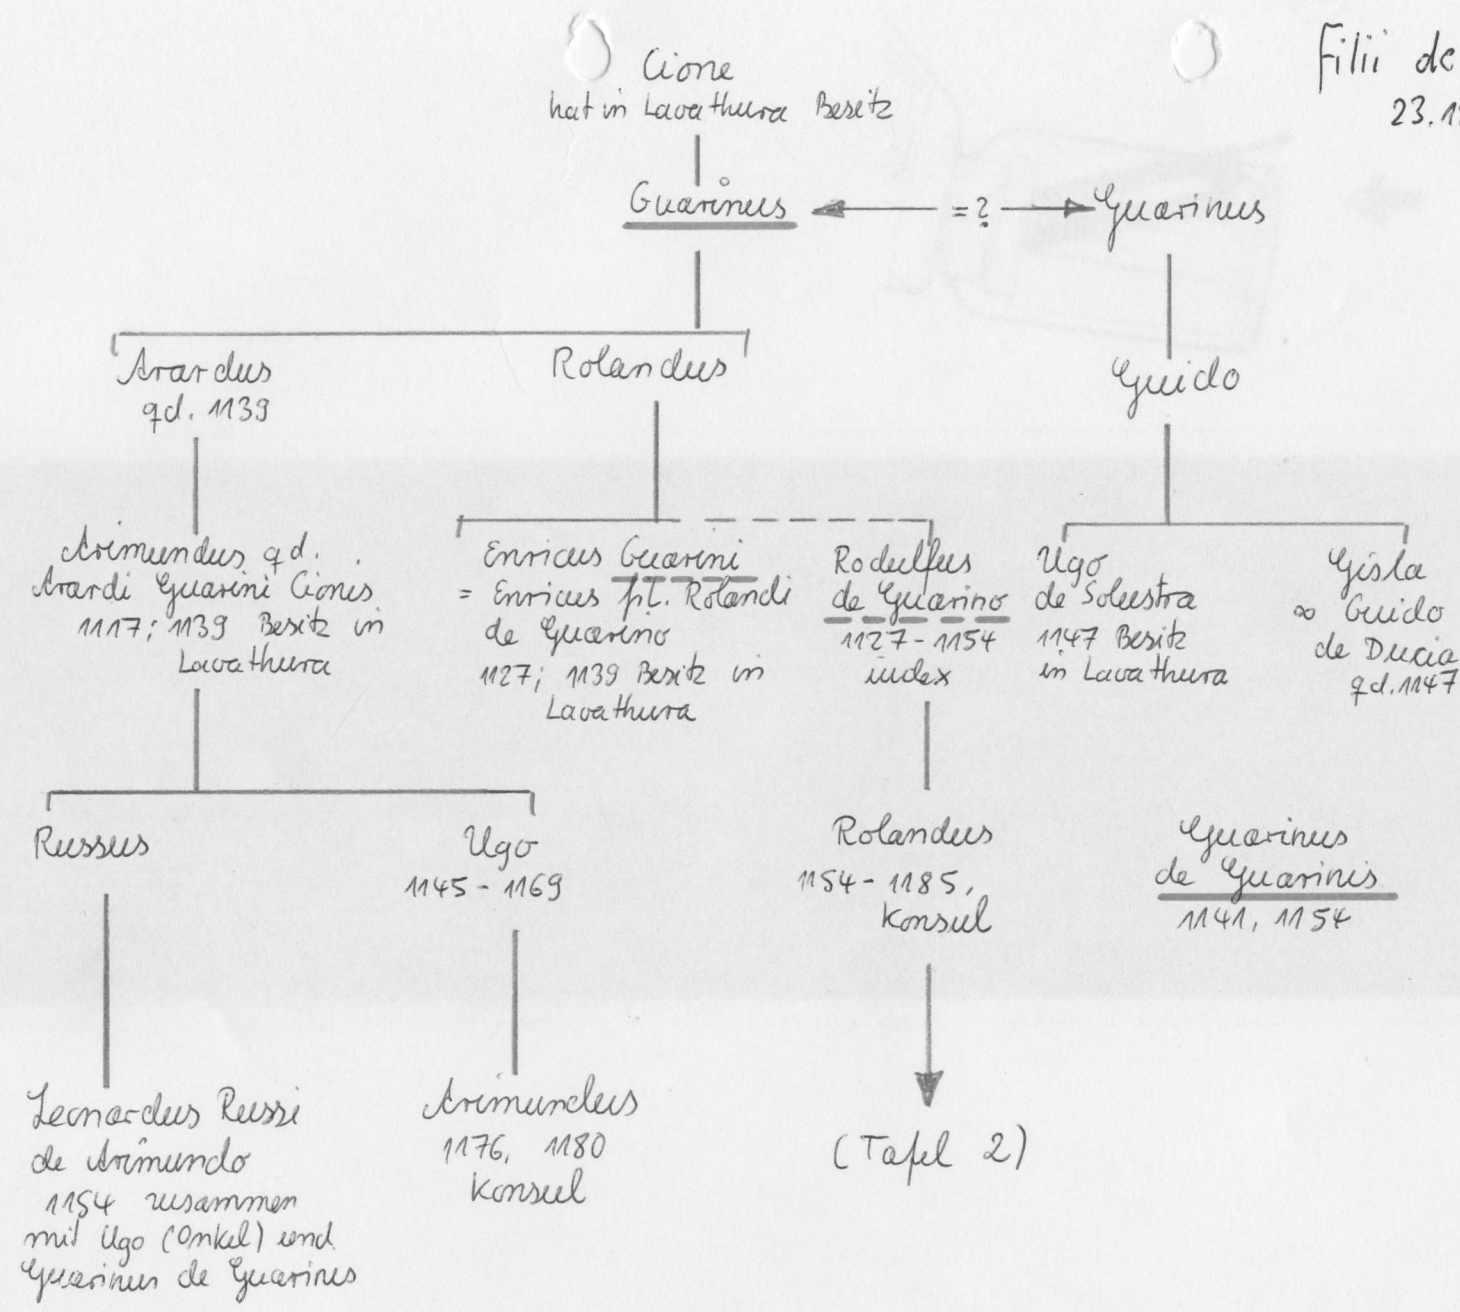 Filii de
23.1
Cione
hat in Lavathura Besitz
Guarinus
= ?
Guarinus
Arardus
qd. 1139
Rolandus
Guido
Arimundus qd.
Arardi Guarini Cionis
1117; 1139 Besitz in
Lavathura
Enricus Guarini
= Enricus f.t. Rolandi
de Guarino
1127; 1139 Besitz in
Lavathura
Rodulfus
de Guarino
1127-1154
iudex
Ugo
de Solustra
1147 Besitz
in Lavathura
Gisla
∞ Guido
de Ducia
qd. 1147
Russus
Ugo
1145 - 1169
Rolandus
1154 - 1185,
Konsul
Guarinus
de Guarinis
1141, 1154
Leonardus Russi
de Arimundo
1154 zusammen
mit Ugo (Onkel) und
Guarinus de Guarinis
Arimundus
1176, 1180
Konsul
(Tafel 2)